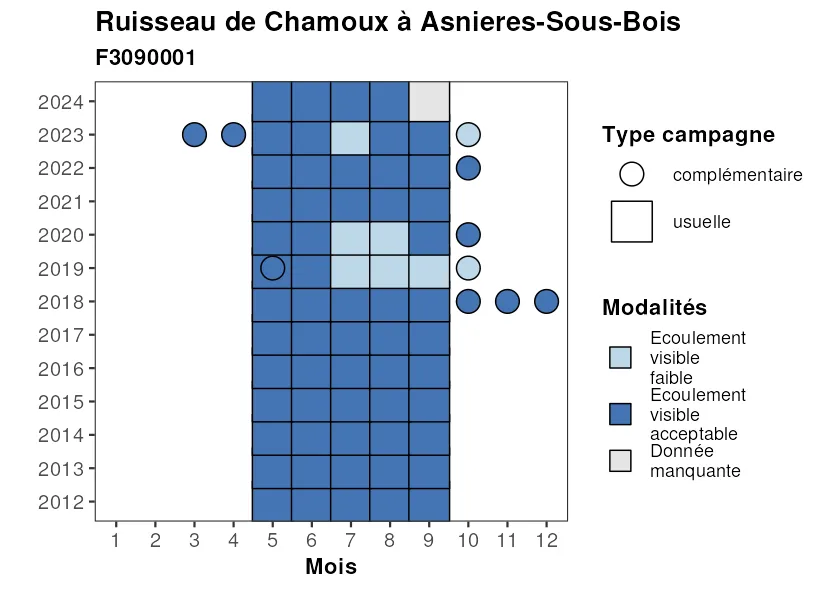 Ruisseau de Chamoux à Asnieres-Sous-Bois
F3090001
2024
2023
2022
2021
2020
2019
2018
2017
2016
2015
2014
2013
2012
1 2 3 4 5 6 7 8 9 10 11 12
Mois
Type campagne
complémentaire
usuelle
Modalités
Ecoulement
visible
faible
Ecoulement
visible
acceptable
Donnée
manquante